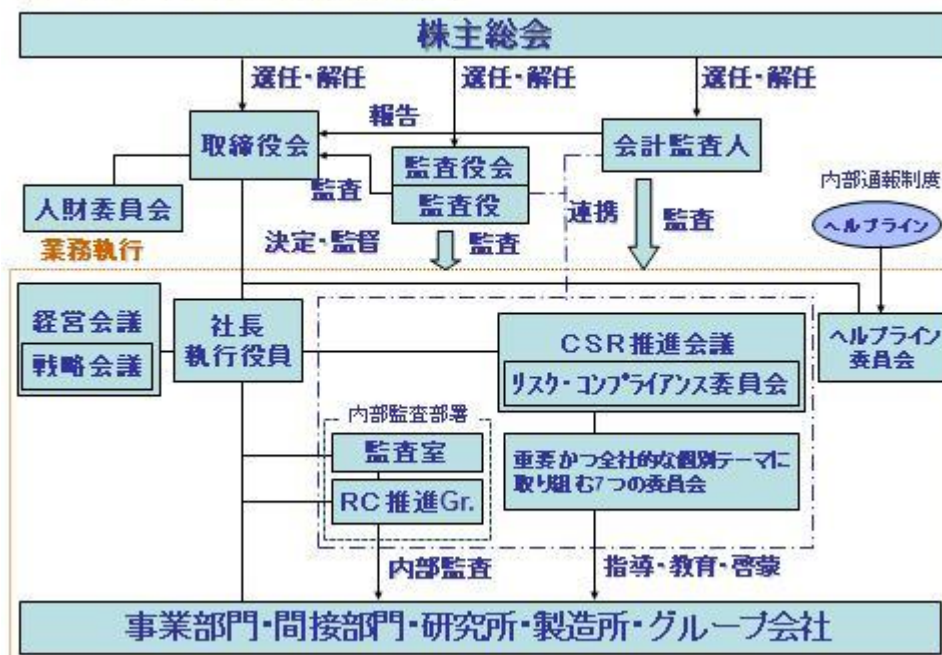 株主総会
選任・解任
選任・解任
選任・解任
報告
取締役会
会計監査人
監査役会
監査役
監査
連携
内部通報制度
人財委員会
監査
ヘルプライン
業務執行
決定・監督
監査
経営会議
戦略会議
社長
執行役員
CSR推進会議
リスク・コンプライアンス委員会
ヘルプライン
委員会
内部監査部署
監査室
RC推進Gr.
重要かつ全社的な個別テーマに
取り組む7つの委員会
内部監査
指導・教育・啓蒙
事業部門・間接部門・研究所・製造所・グループ会社